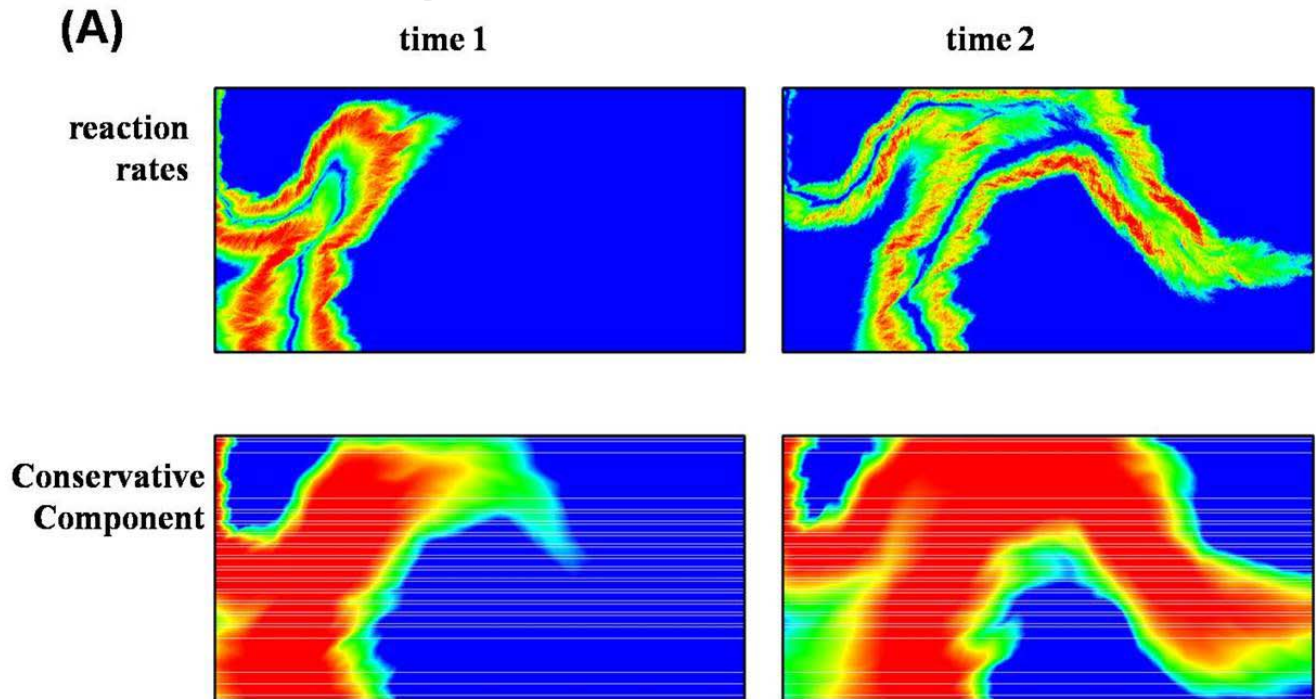 (A)
time 1
time 2
reaction
rates
Conservative
Component